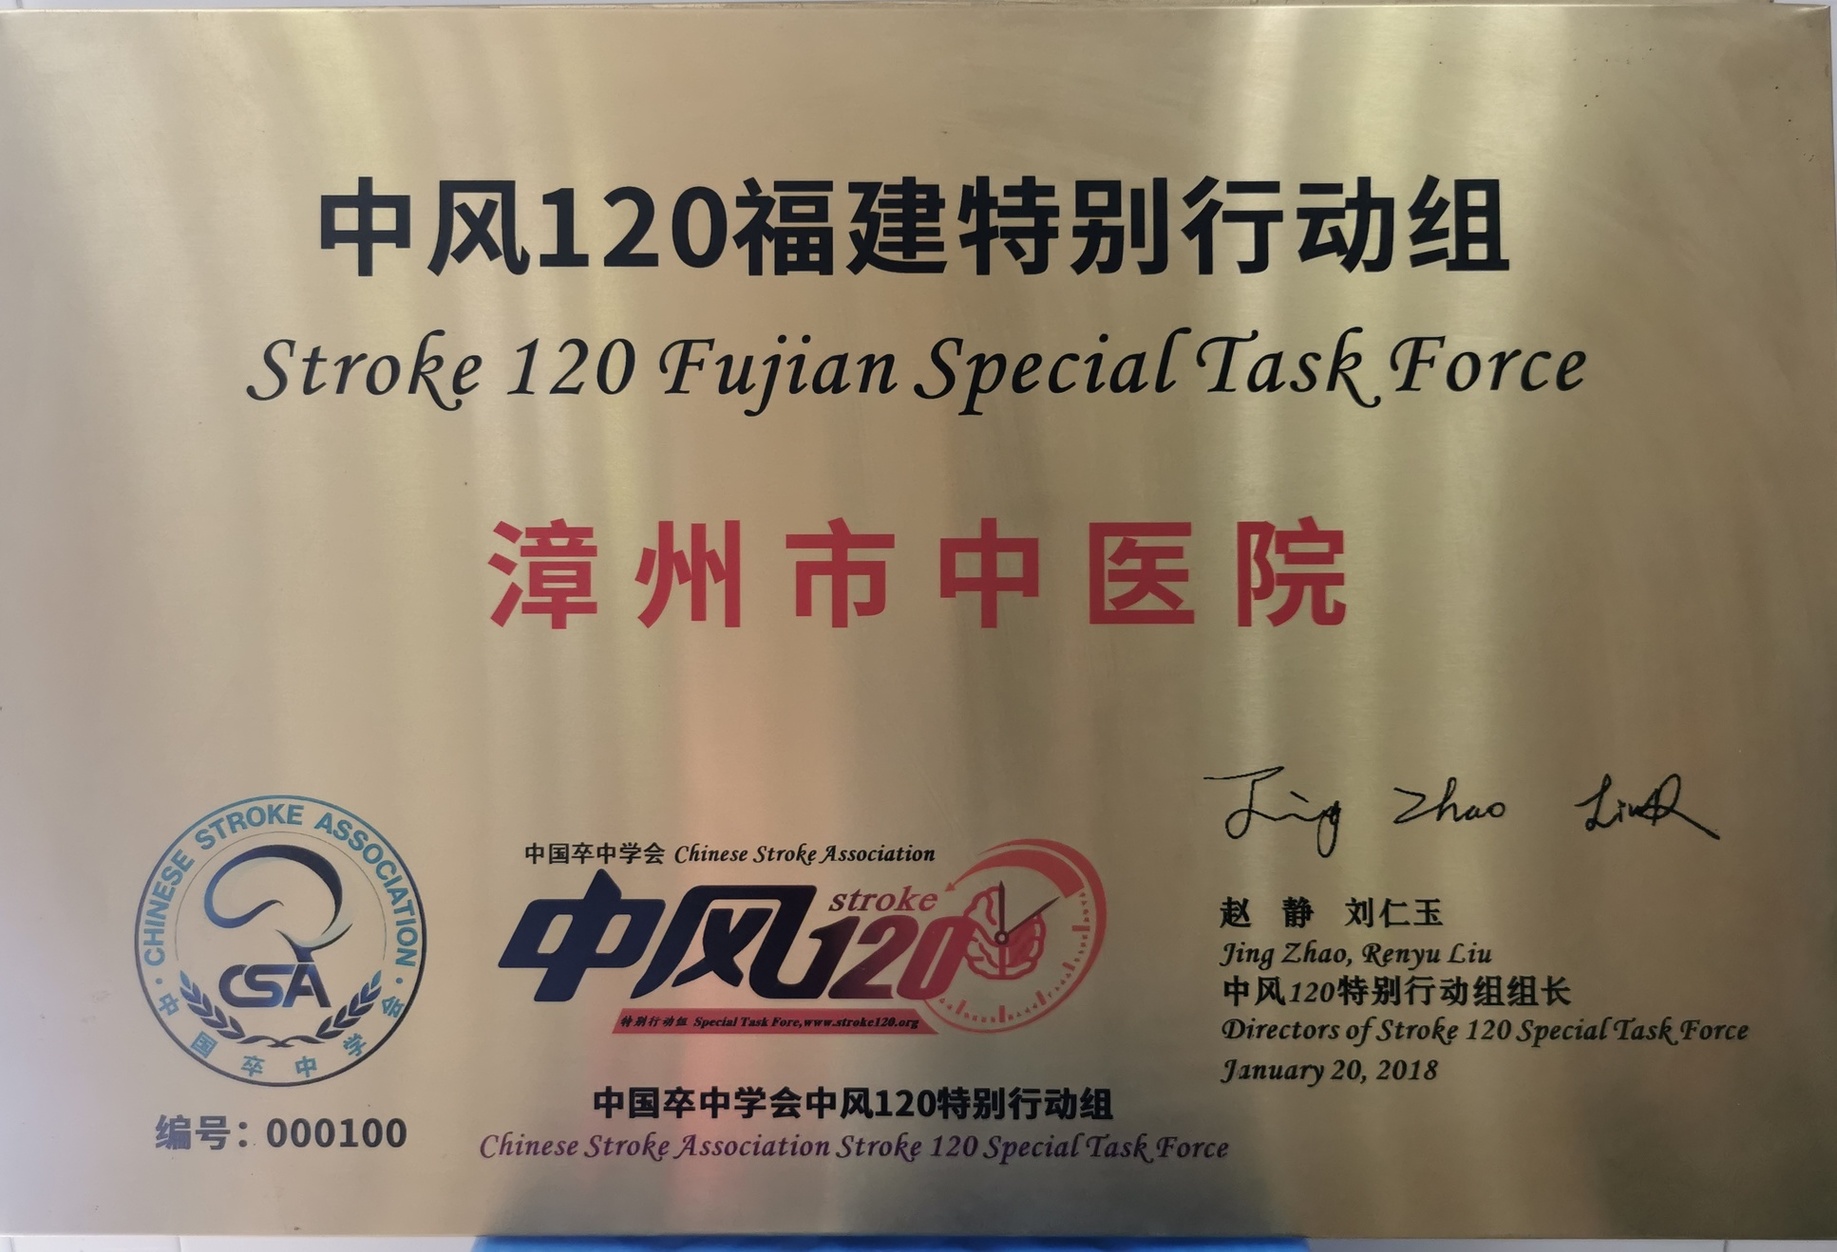 中风120福建特别行动组
Stroke 120 Fujian Special Task Force
漳州市中医院
CHINESE STROKE ASSOCIATION
CSA
中国卒中学会
编号：000100
中国卒中学会 Chinese Stroke Association
中风120
stroke
特别行动组 Special Task Forc,www.stroke120.org
中国卒中学会中风120特别行动组
Chinese Stroke Association Stroke 120 Special Task Force
Jing Zhao
赵 静 刘仁玉
Jing Zhao, Renyu Liu
中风120特别行动组组长
Directors of Stroke 120 Special Task Force
January 20, 2018